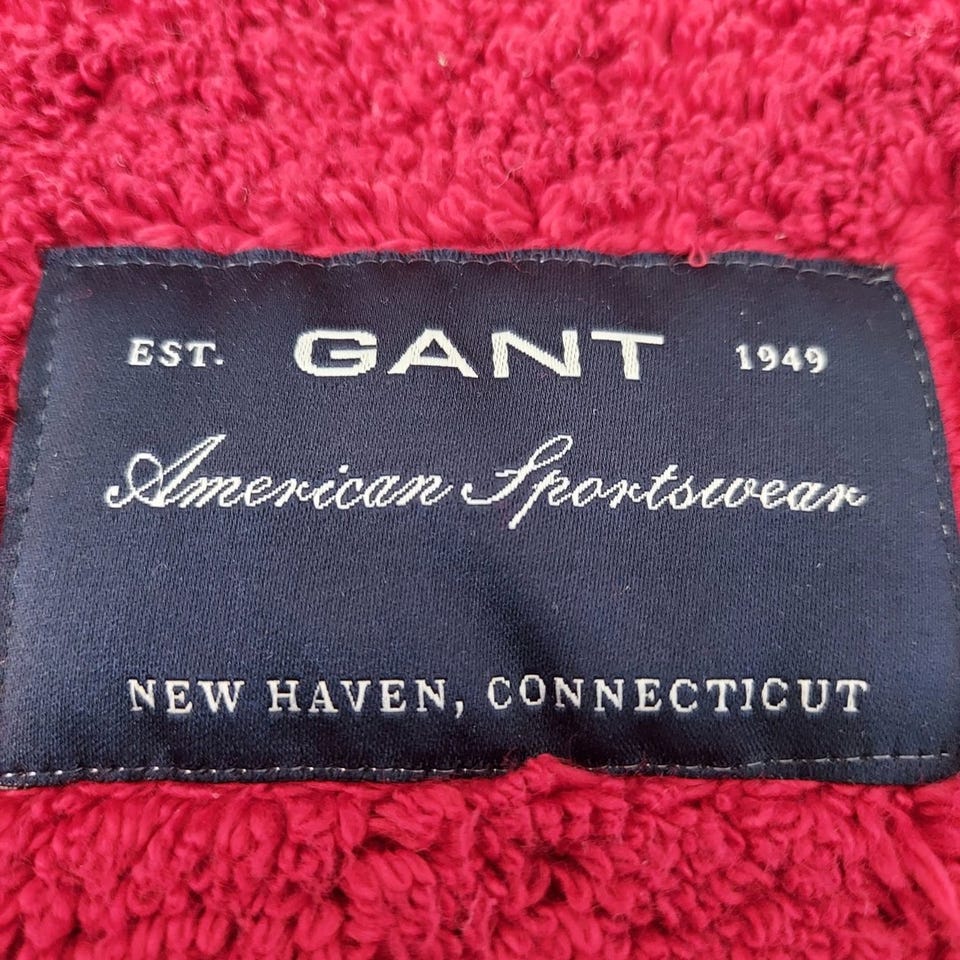 EST. GANT 1949
American Sportswear
NEW HAVEN, CONNECTICUT